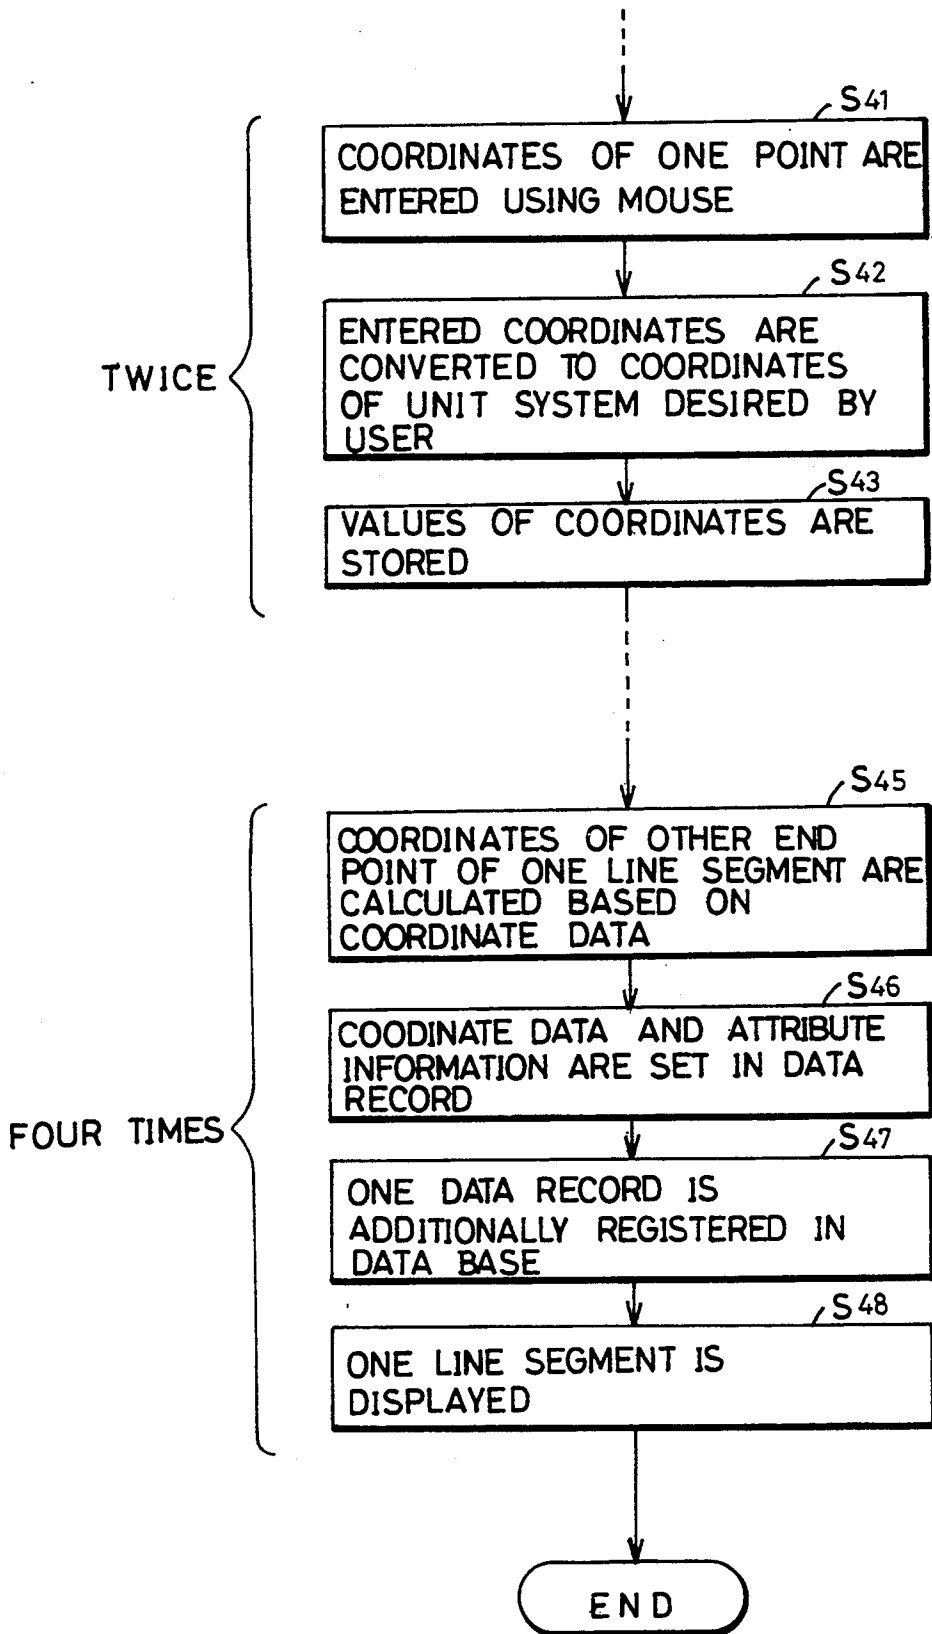 S41
COORDINATES OF ONE POINT ARE
ENTERED USING MOUSE
S42
ENTERED COORDINATES ARE
CONVERTED TO COORDINATES
OF UNIT SYSTEM DESIRED BY
USER
TWICE
S43
VALUES OF COORDINATES ARE
STORED
S45
COORDINATES OF OTHER END
POINT OF ONE LINE SEGMENT ARE
CALCULATED BASED ON
COORDINATE DATA
S46
COODINATE DATA AND ATTRIBUTE
INFORMATION ARE SET IN DATA
RECORD
FOUR TIMES
S47
ONE DATA RECORD IS
ADDITIONALLY REGISTERED IN
DATA BASE
S48
ONE LINE SEGMENT IS
DISPLAYED
END